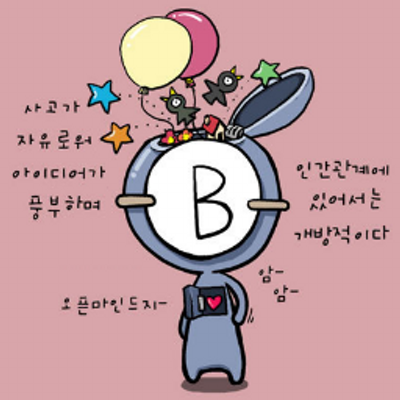 사고가
자유로워
아이디어가
풍부하며
B
인간관계에
있어서는
개방적이다
오픈마인드지-
암-
암-